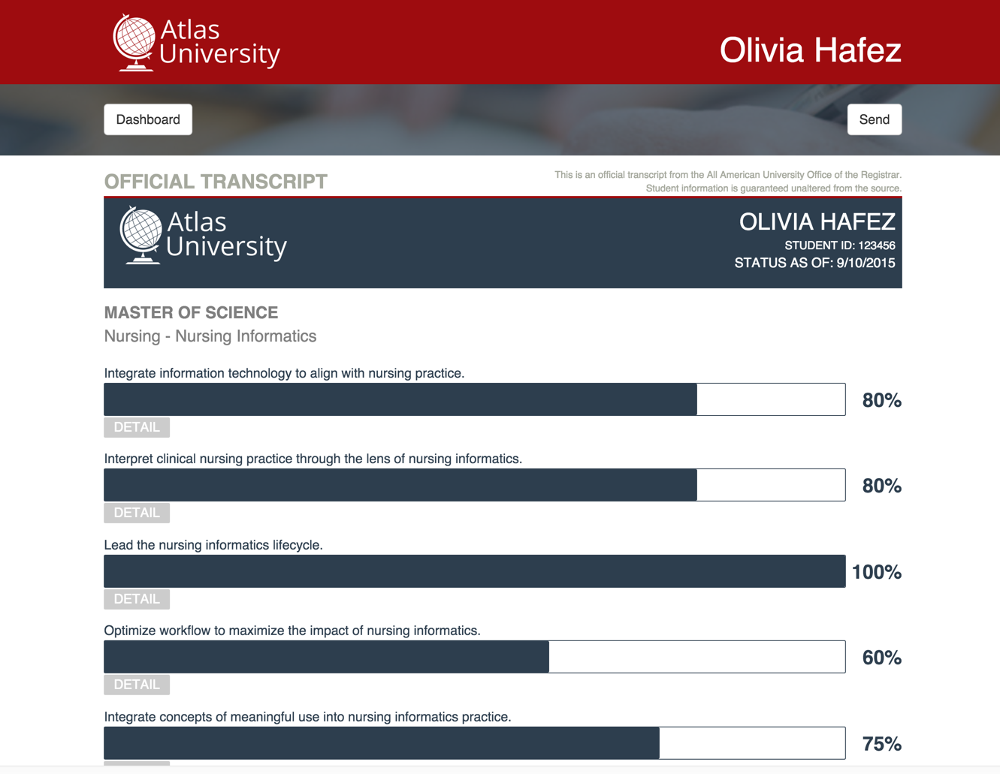 Atlas
University
Olivia Hafez
Dashboard
Send
OFFICIAL TRANSCRIPT
This is an official transcript from the All American University Office of the Registrar.
Student information is guaranteed unaltered from the source.
Atlas
University
OLIVIA HAFEZ
STUDENT ID: 123456
STATUS AS OF: 9/10/2015
MASTER OF SCIENCE
Nursing - Nursing Informatics
Integrate information technology to align with nursing practice.
80%
DETAIL
Interpret clinical nursing practice through the lens of nursing informatics.
80%
DETAIL
Lead the nursing informatics lifecycle.
100%
DETAIL
Optimize workflow to maximize the impact of nursing informatics.
60%
DETAIL
Integrate concepts of meaningful use into nursing informatics practice.
75%